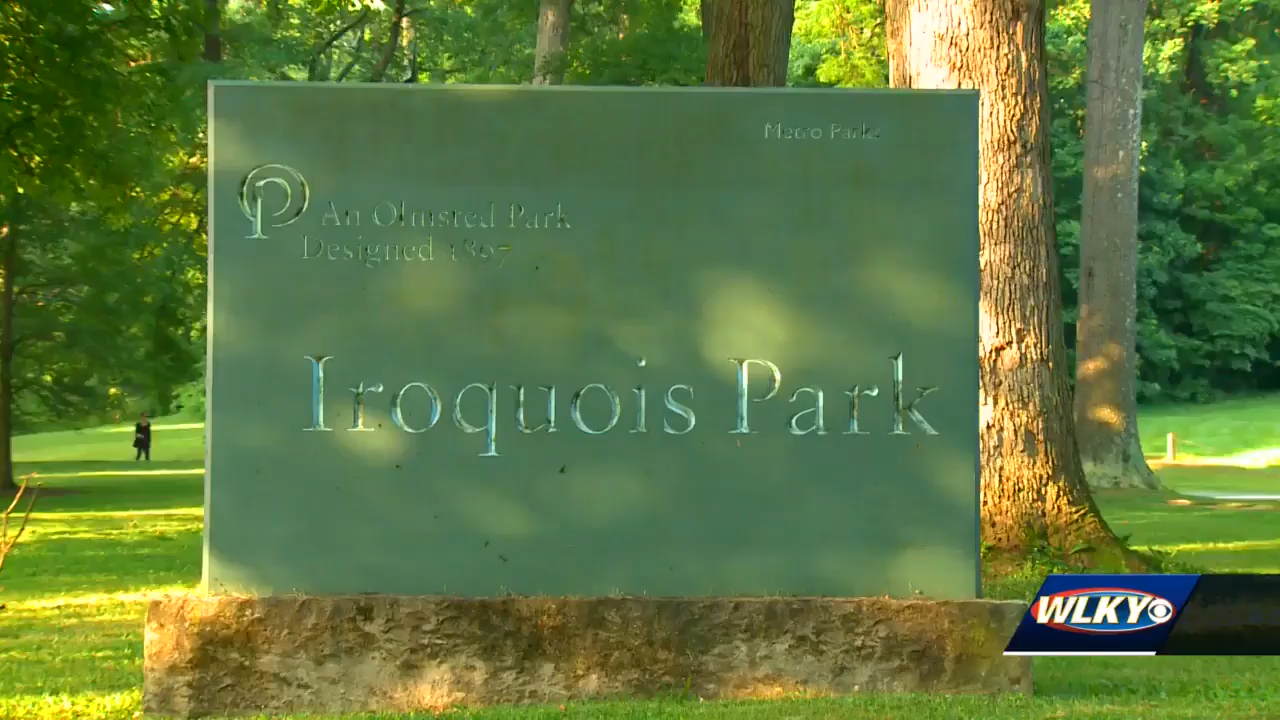 Metro Parks
An Olmsted Park
Designed 1897
Iroquois Park
WLKY